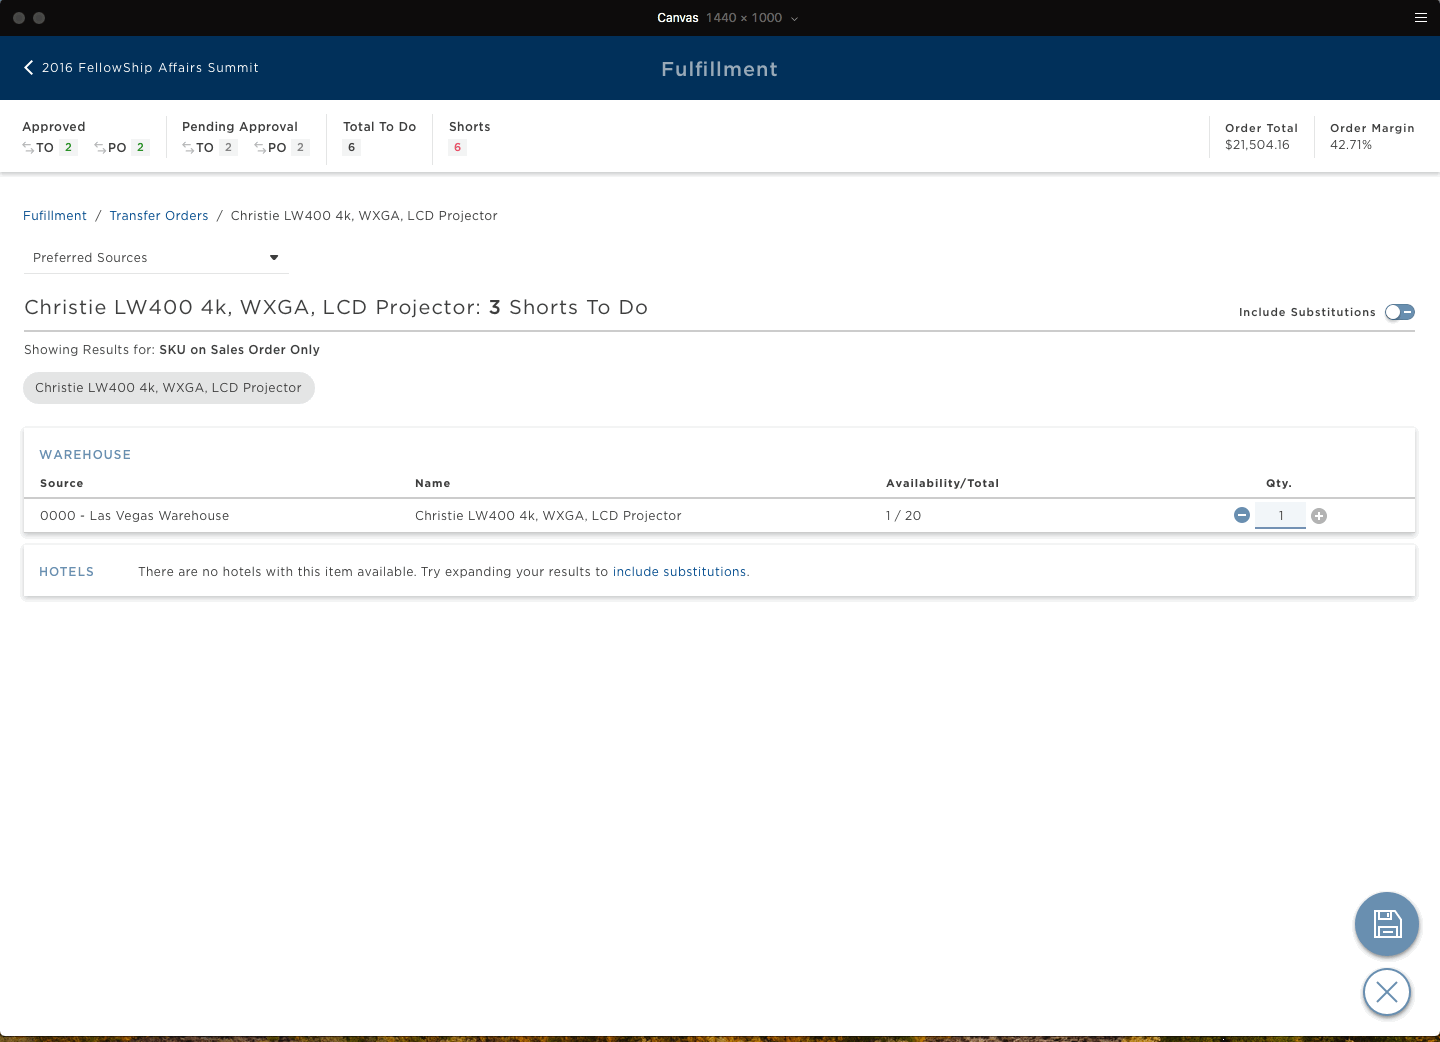 Canvas 1440 × 1000
2016 FellowShip Affairs Summit
Fulfillment
Approved
TO 2 PO 2
Pending Approval
TO 2 PO 2
Total To Do
6
Shorts
6
Order Total
$21,504.16
Order Margin
42.71%
Fufillment / Transfer Orders / Christie LW400 4k, WXGA, LCD Projector
Preferred Sources
Christie LW400 4k, WXGA, LCD Projector: 3 Shorts To Do
Include Substitutions
Showing Results for: SKU on Sales Order Only
Christie LW400 4k, WXGA, LCD Projector
WAREHOUSE
Source Name Availability/Total Qty.
0000 - Las Vegas Warehouse Christie LW400 4k, WXGA, LCD Projector 1 / 20 1
HOTELS There are no hotels with this item available. Try expanding your results to include substitutions.